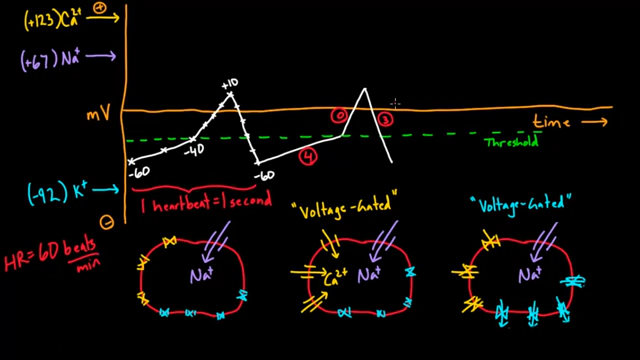 (+123) Ca²⁺ → +
(+67) Na⁺ →
+10
mV
0
3
time →
-40
Threshold
-60
4
-60
(-92) K⁺ →
1 heartbeat = 1 second
-
"Voltage-Gated"
"Voltage-Gated"
HR = 60 beats/min
Na⁺
Ca²⁺
Na⁺
Na⁺